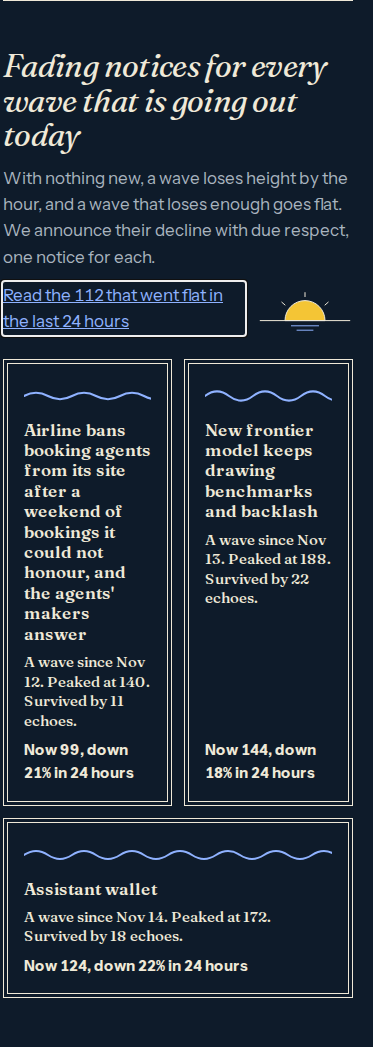 Fading notices for every
wave that is going out
today
With nothing new, a wave loses height by the
hour, and a wave that loses enough goes flat.
We announce their decline with due respect,
one notice for each.
Read the 112 that went flat in
the last 24 hours
Airline bans
booking agents
from its site
after a
weekend of
bookings it
could not
honour, and
the agents'
makers
answer
A wave since Nov
12. Peaked at 140.
Survived by 11
echoes.
Now 99, down
21% in 24 hours
New frontier
model keeps
drawing
benchmarks
and backlash
A wave since Nov
13. Peaked at 188.
Survived by 22
echoes.
Now 144, down
18% in 24 hours
Assistant wallet
A wave since Nov 14. Peaked at 172.
Survived by 18 echoes.
Now 124, down 22% in 24 hours